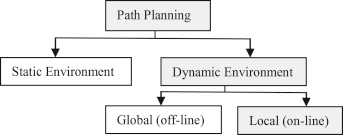 Path Planning
Static Environment
Dynamic Environment
Global (off-line)
Local (on-line)